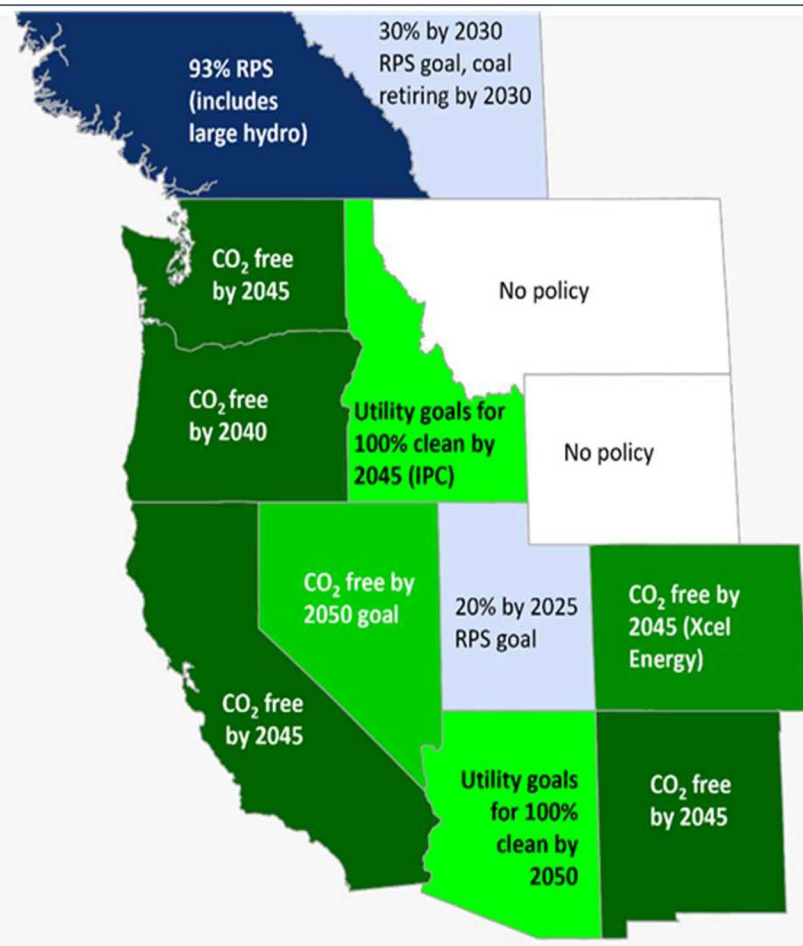 93% RPS
(includes
large hydro)
30% by 2030
RPS goal, coal
retiring by 2030
CO₂ free
by 2045
No policy
CO₂ free
by 2040
Utility goals for
100% clean by
2045 (IPC)
No policy
CO₂ free by
2050 goal
20% by 2025
RPS goal
CO₂ free by
2045 (Xcel
Energy)
CO₂ free
by 2045
Utility goals
for 100%
clean by
2050
CO₂ free
by 2045